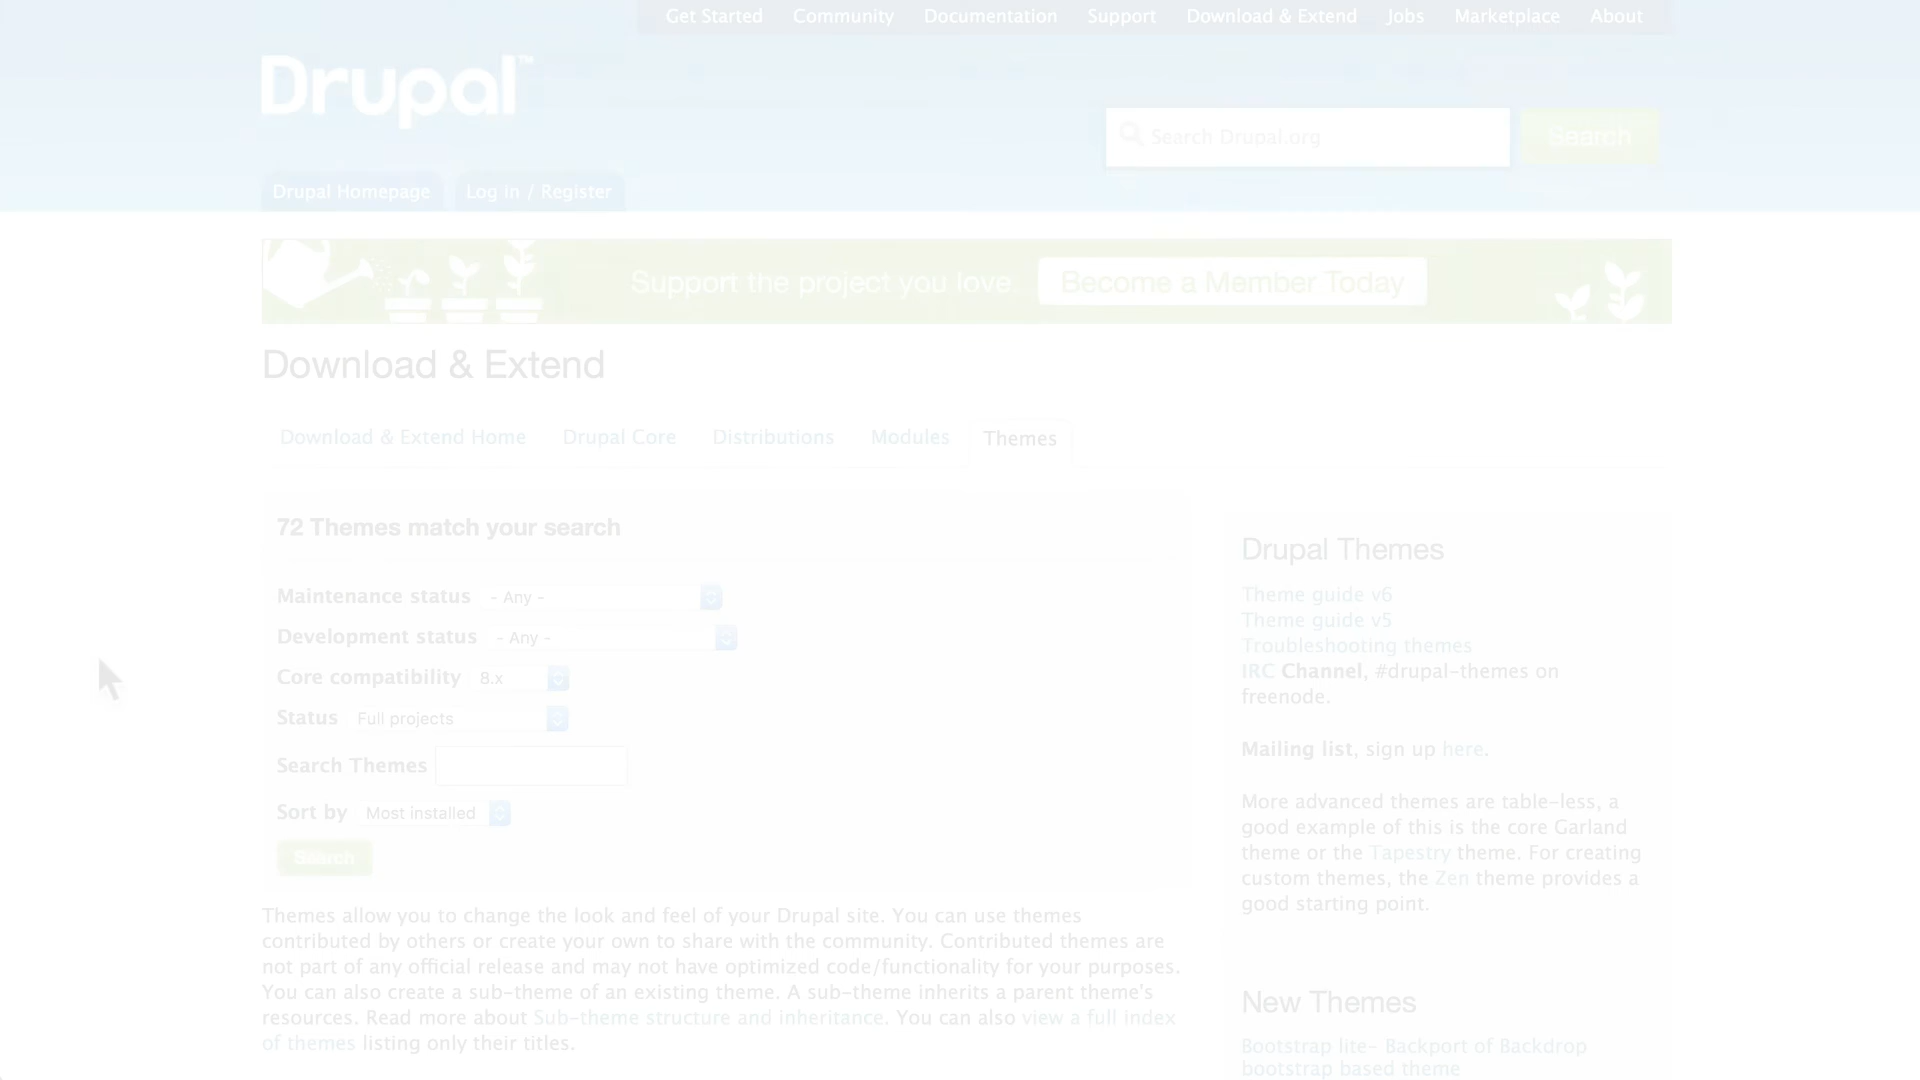 Get Started Community Documentation Support Download & Extend Jobs Marketplace About
Drupal™
Search Drupal.org Search
Drupal Homepage Log In / Register
Support the project you love Become a Member Today
Download & Extend
Download & Extend Home Drupal Core Distributions Modules Themes
72 Themes match your search
Maintenance status - Any -
Development status - Any -
Core compatibility 8.x
Status Full projects
Search Themes
Sort by Most installed
Search
Themes allow you to change the look and feel of your Drupal site. You can use themes
contributed by others or create your own to share with the community. Contributed themes are
not part of any official release and may not have optimized code/functionality for your purposes.
You can also create a sub-theme of an existing theme. A sub-theme inherits a parent theme's
resources. Read more about Sub-theme structure and inheritance. You can also view a full index
of themes listing only their titles.
Drupal Themes
Theme guide v6
Theme guide v5
Troubleshooting themes
IRC Channel, #drupal-themes on
freenode.
Mailing list, sign up here.
More advanced themes are table-less, a
good example of this is the core Garland
theme or the Tapestry theme. For creating
custom themes, the Zen theme provides a
good starting point.
New Themes
Bootstrap lite- Backport of Backdrop
bootstrap based theme